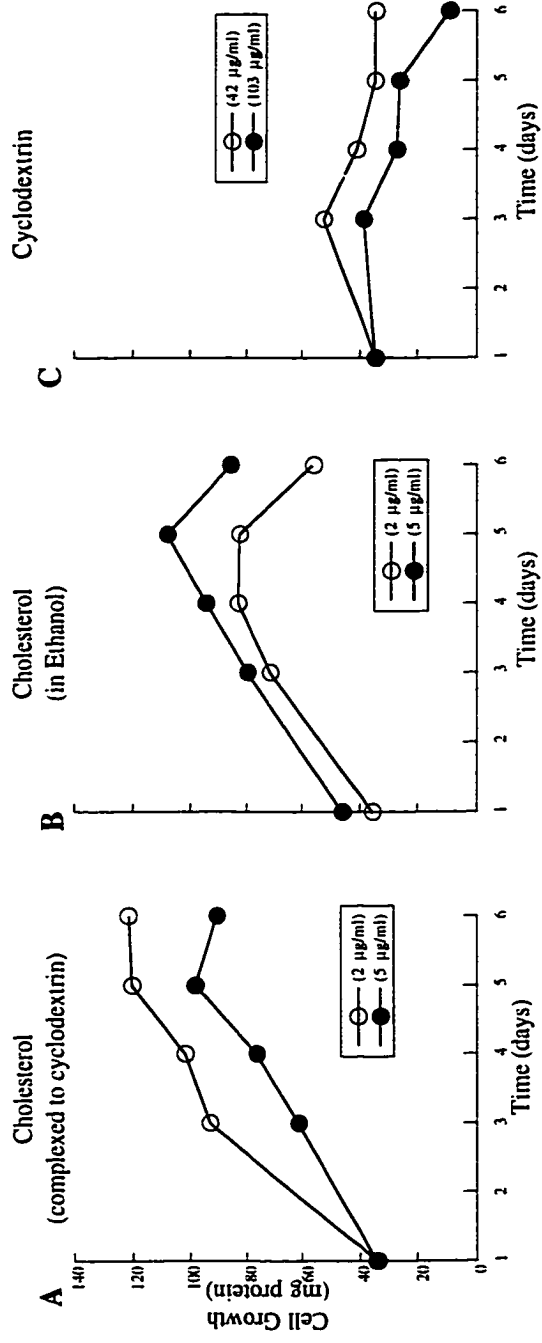 A
Cholesterol
(complexed to cyclodextrin)
Cell Growth
(mg protein)
140
120
100
80
60
40
20
0
(2 µg/ml)
(5 µg/ml)
1 2 3 4 5 6
Time (days)
B
Cholesterol
(in Ethanol)
(2 µg/ml)
(5 µg/ml)
1 2 3 4 5 6
Time (days)
C
Cyclodextrin
(42 µg/ml)
(103 µg/ml)
1 2 3 4 5 6
Time (days)